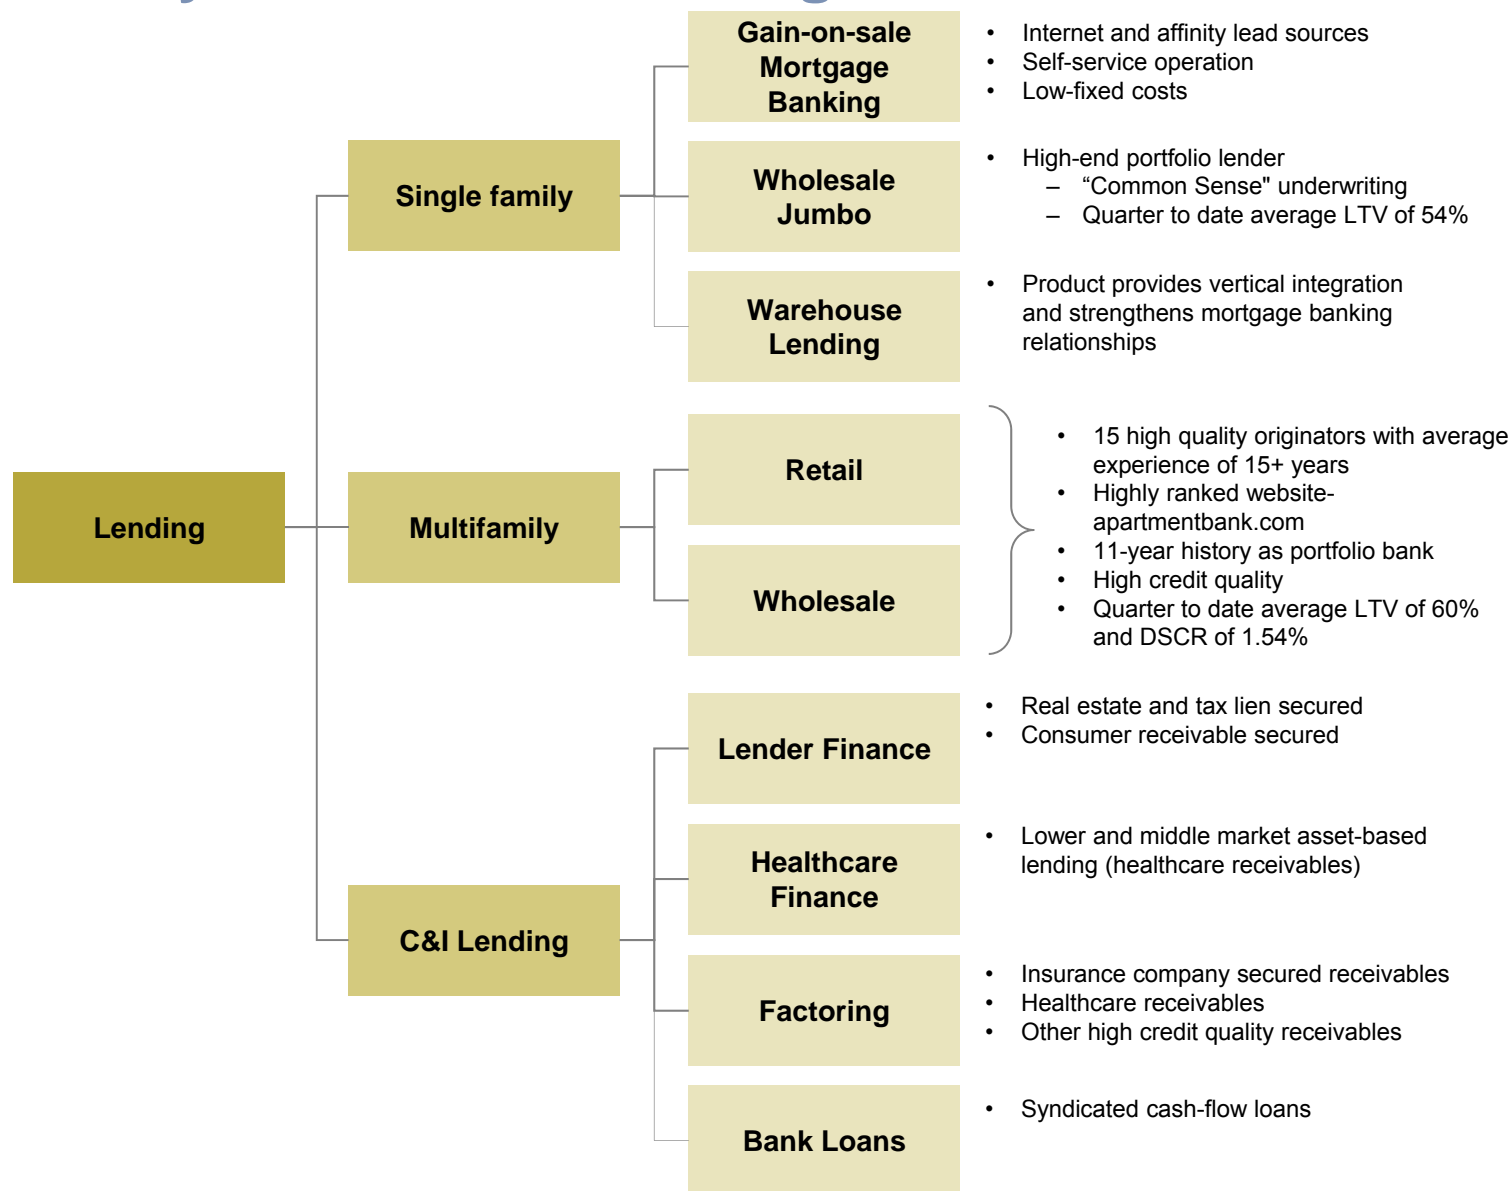 Gain-on-sale
Mortgage
Banking
• Internet and affinity lead sources
• Self-service operation
• Low-fixed costs
Single family
Wholesale
Jumbo
• High-end portfolio lender
– “Common Sense" underwriting
– Quarter to date average LTV of 54%
Warehouse
Lending
• Product provides vertical integration
and strengthens mortgage banking
relationships
Lending
Multifamily
Retail
Wholesale
• 15 high quality originators with average
experience of 15+ years
• Highly ranked website-
apartmentbank.com
• 11-year history as portfolio bank
• High credit quality
• Quarter to date average LTV of 60%
and DSCR of 1.54%
C&I Lending
Lender Finance
• Real estate and tax lien secured
• Consumer receivable secured
Healthcare
Finance
• Lower and middle market asset-based
lending (healthcare receivables)
Factoring
• Insurance company secured receivables
• Healthcare receivables
• Other high credit quality receivables
Bank Loans
• Syndicated cash-flow loans